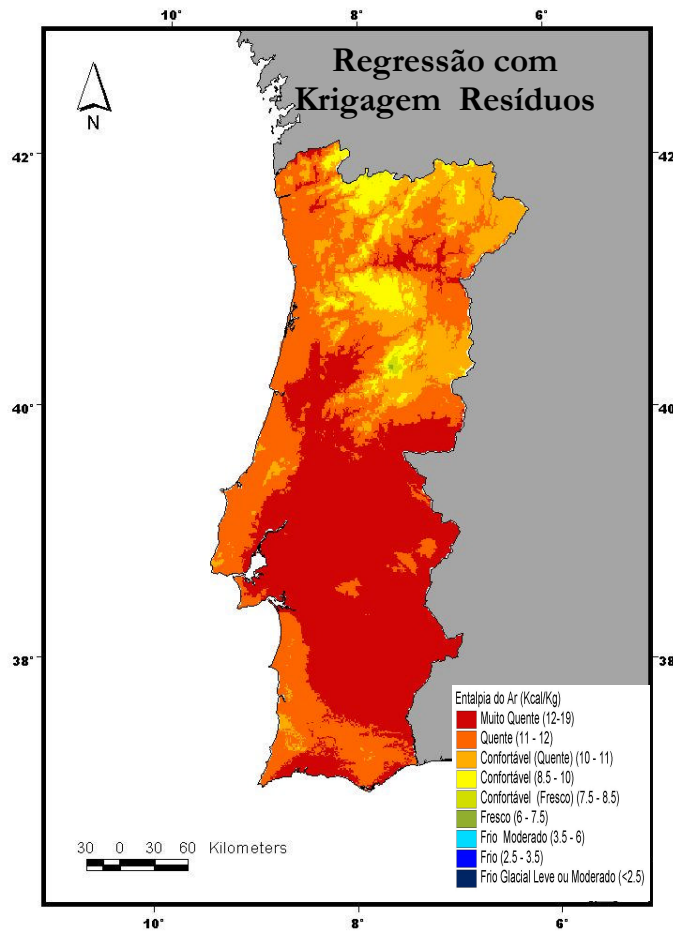 10°
8°
6°
Regressão com
Krigagem Resíduos
N
42°
42
40°
40
38°
38
Entalpia do Ar (Kcal/Kg)
Muito Quente (12-19)
Quente (11 - 12)
Confortável (Quente) (10 - 11)
Confortável (8.5 - 10)
Confortável (Fresco) (7.5 - 8.5)
Fresco (6 - 7.5)
Frio Moderado (3.5 - 6)
Frio (2.5 - 3.5)
Frio Glacial Leve ou Moderado (<2.5)
30 0 30 60 Kilometers
10°
8°
6°